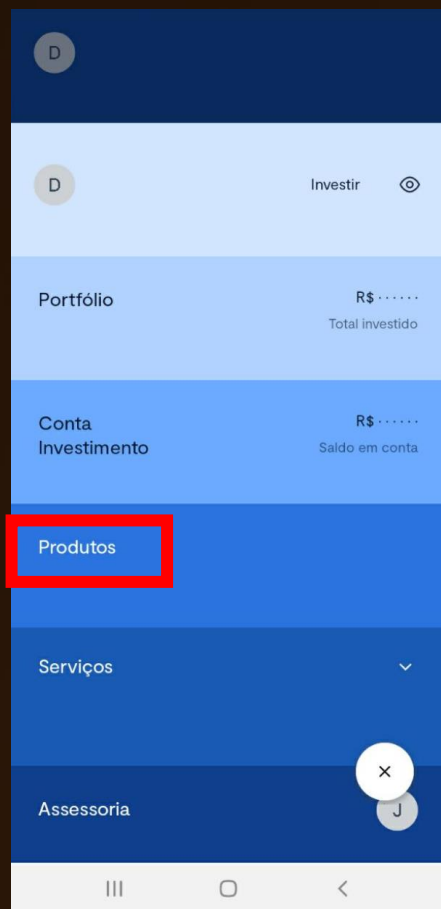 D
D
Investir
Portfólio
R$ ······
Total investido
Conta
Investimento
R$ ······
Saldo em conta
Produtos
Serviços
Assessoria
J